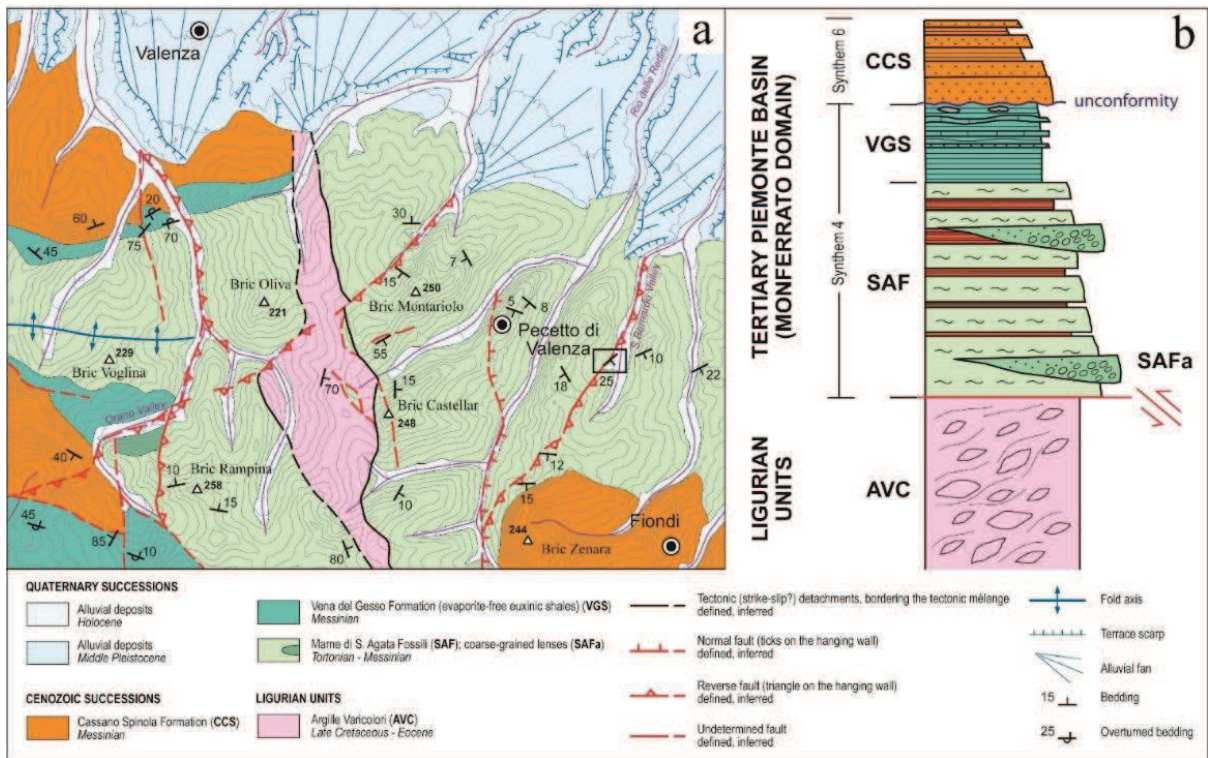 a
Valenza
Rio delle Rorine
60
20
75
70
45
30
15
7
Bric Oliva
221
Bric Montariolo
250
5
8
Pecetto di
Valenza
S. Bernardo Valley
229
Bric Voglina
55
70
15
18
25
10
22
Bric Castellar
248
Grano Valley
40
10
Bric Rampina
258
15
12
15
10
45
85
10
80
244
Bric Zenara
Fiondi
b
TERTIARY PIEMONTE BASIN
(MONFERRATO DOMAIN)
LIGURIAN
UNITS
Synthem 6
Synthem 4
CCS
unconformity
VGS
SAF
SAFa
AVC
QUATERNARY SUCCESSIONS
Alluvial deposits
Holocene
Alluvial deposits
Middle Pleistocene
CENOZOIC SUCCESSIONS
Cassano Spinola Formation (CCS)
Messinian
Vena del Gesso Formation (evaporite-free euxinic shales) (VGS)
Messinian
Marne di S. Agata Fossili (SAF); coarse-grained lenses (SAFa)
Tortonian - Messinian
LIGURIAN UNITS
Argille Varicolori (AVC)
Late Cretaceous - Eocene
Tectonic (strike-slip?) detachments, bordering the tectonic mélange
defined, inferred
Normal fault (ticks on the hanging wall)
defined, inferred
Reverse fault (triangle on the hanging wall)
defined, inferred
Undetermined fault
defined, inferred
Fold axis
Terrace scarp
Alluvial fan
15
Bedding
25
Overturned bedding